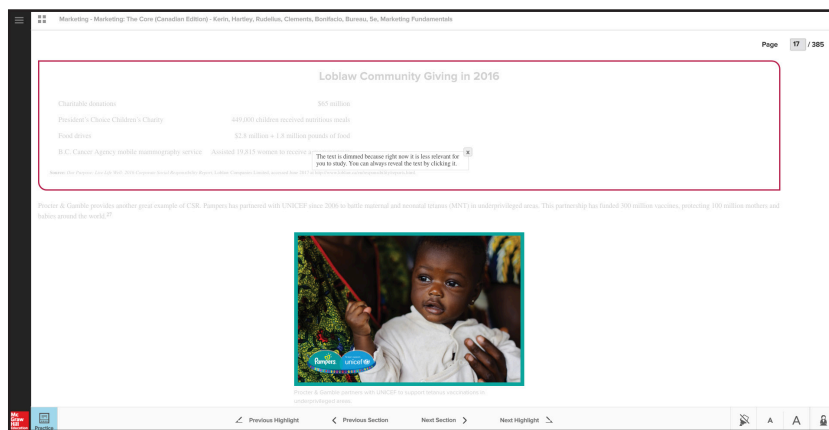 Marketing - Marketing: The Core (Canadian Edition) - Kerin, Hartley, Rudelius, Clements, Bonifacio, Bureau, Se, Marketing Fundamentals
Page 17 / 385
Loblaw Community Giving in 2016
Charitable donations $65 million
President's Choice Children's Charity children received nutritious meals
Food drives $2.8 million + 1.8 million pounds of food
B.C. Cancer Agency mobile mammography service Assisted 19,813 women to receive
The text is dimmed because right now it is less relevant for
you to study. You can always reveal the text by clicking it.
x
Procter & Gamble provides another great example of CSR. Pampers has partnered with UNICEF since 2006 to battle maternal and neonatal tetanus (MNT) in underprivileged areas. This partnership has funded 300 million vaccines, protecting 100 million mothers and
babies around the world.
Pampers unicef
Procter & Gamble partners with UNICEF to support tetanus vaccinations in
underprivileged areas.
Mc
Graw
Hill
Education
Practice
Previous Highlight Previous Section Next Section Next Highlight A A